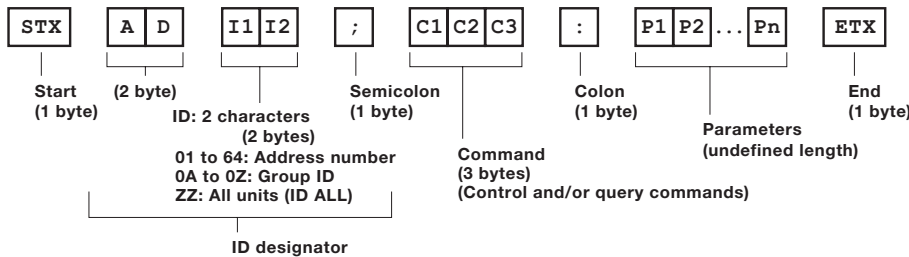 STX A D I1 I2 ; C1 C2 C3 : P1 P2 ... Pn ETX
Start
(1 byte)
(2 byte)
ID: 2 characters
(2 bytes)
01 to 64: Address number
0A to 0Z: Group ID
ZZ: All units (ID ALL)
Semicolon
(1 byte)
Command
(3 bytes)
(Control and/or query commands)
Colon
(1 byte)
Parameters
(undefined length)
End
(1 byte)
ID designator